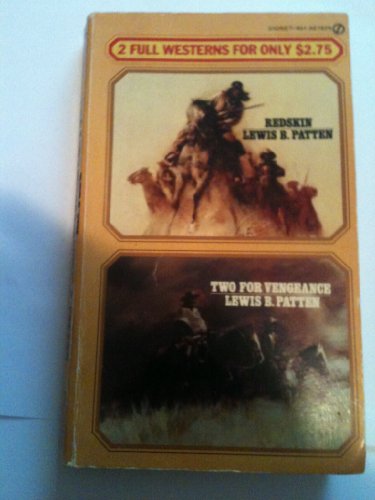 2 FULL WESTERNS FOR ONLY $2.75
REDSKIN
LEWIS B. PATTEN
TWO FOR VENGEANCE
LEWIS B. PATTEN